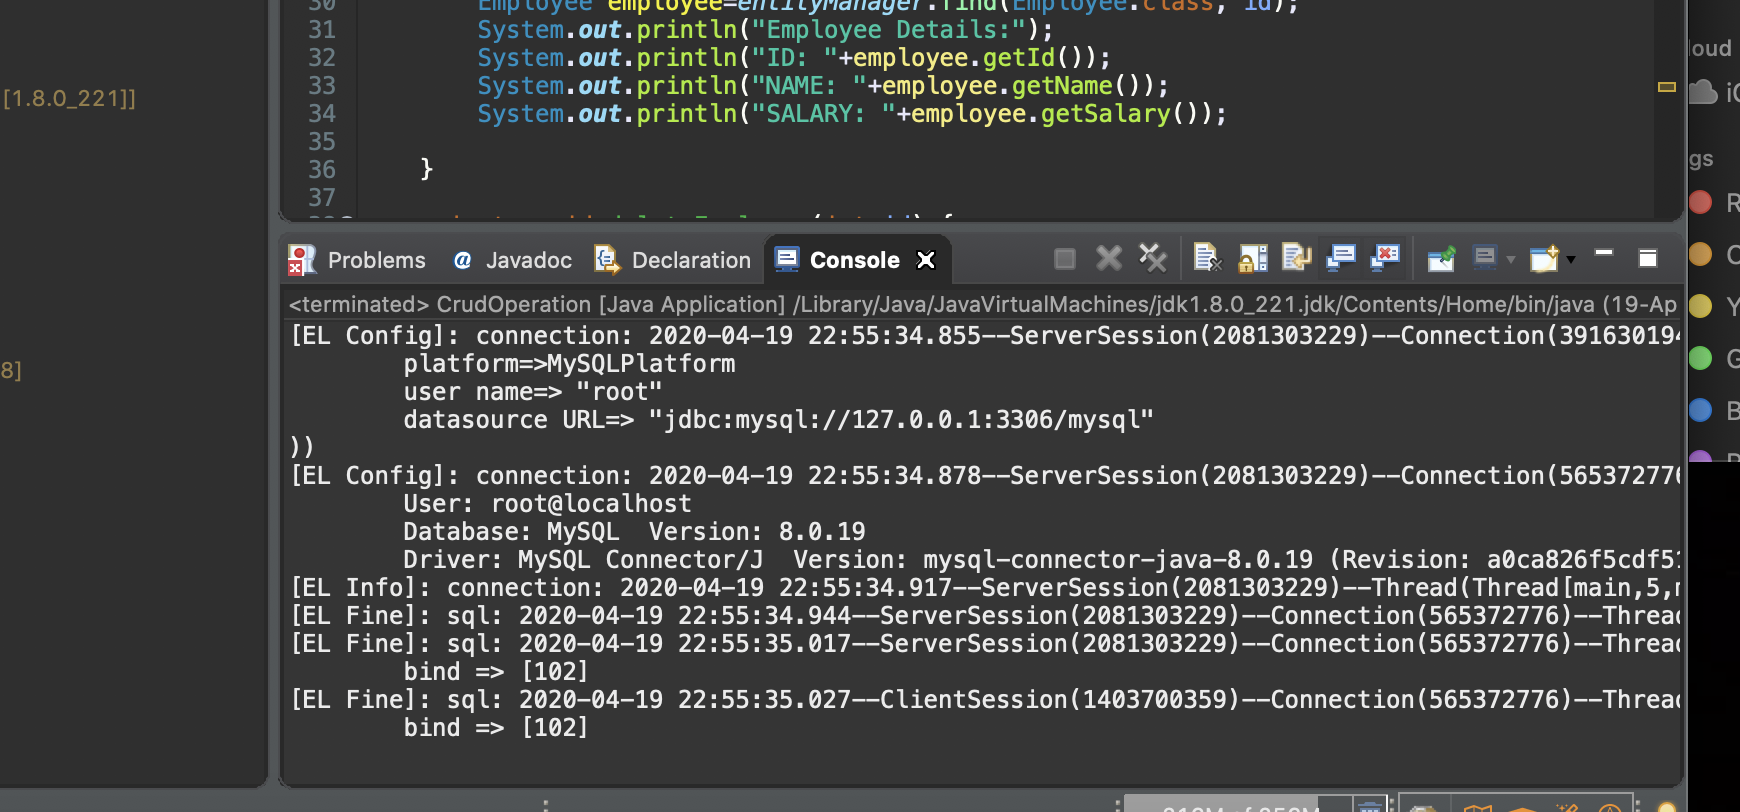 30 Employee employee=entityManager.find(Employee.class, id);
31 System.out.println("Employee Details:");
32 System.out.println("ID: "+employee.getId());
33 System.out.println("NAME: "+employee.getName());
34 System.out.println("SALARY: "+employee.getSalary());
35
36 }
37
[1.8.0_221]]
8]
loud
iC
gs
R
O
Y
G
B
Problems @ Javadoc Declaration Console
<terminated> CrudOperation [Java Application] /Library/Java/JavaVirtualMachines/jdk1.8.0_221.jdk/Contents/Home/bin/java (19-Ap
[EL Config]: connection: 2020-04-19 22:55:34.855--ServerSession(2081303229)--Connection(391630194
platform=>MySQLPlatform
user name=> "root"
datasource URL=> "jdbc:mysql://127.0.0.1:3306/mysql"
))
[EL Config]: connection: 2020-04-19 22:55:34.878--ServerSession(2081303229)--Connection(565372776
User: root@localhost
Database: MySQL  Version: 8.0.19
Driver: MySQL Connector/J  Version: mysql-connector-java-8.0.19 (Revision: a0ca826f5cdf51
[EL Info]: connection: 2020-04-19 22:55:34.917--ServerSession(2081303229)--Thread(Thread[main,5,m
[EL Fine]: sql: 2020-04-19 22:55:34.944--ServerSession(2081303229)--Connection(565372776)--Thread
[EL Fine]: sql: 2020-04-19 22:55:35.017--ServerSession(2081303229)--Connection(565372776)--Thread
bind => [102]
[EL Fine]: sql: 2020-04-19 22:55:35.027--ClientSession(1403700359)--Connection(565372776)--Thread
bind => [102]